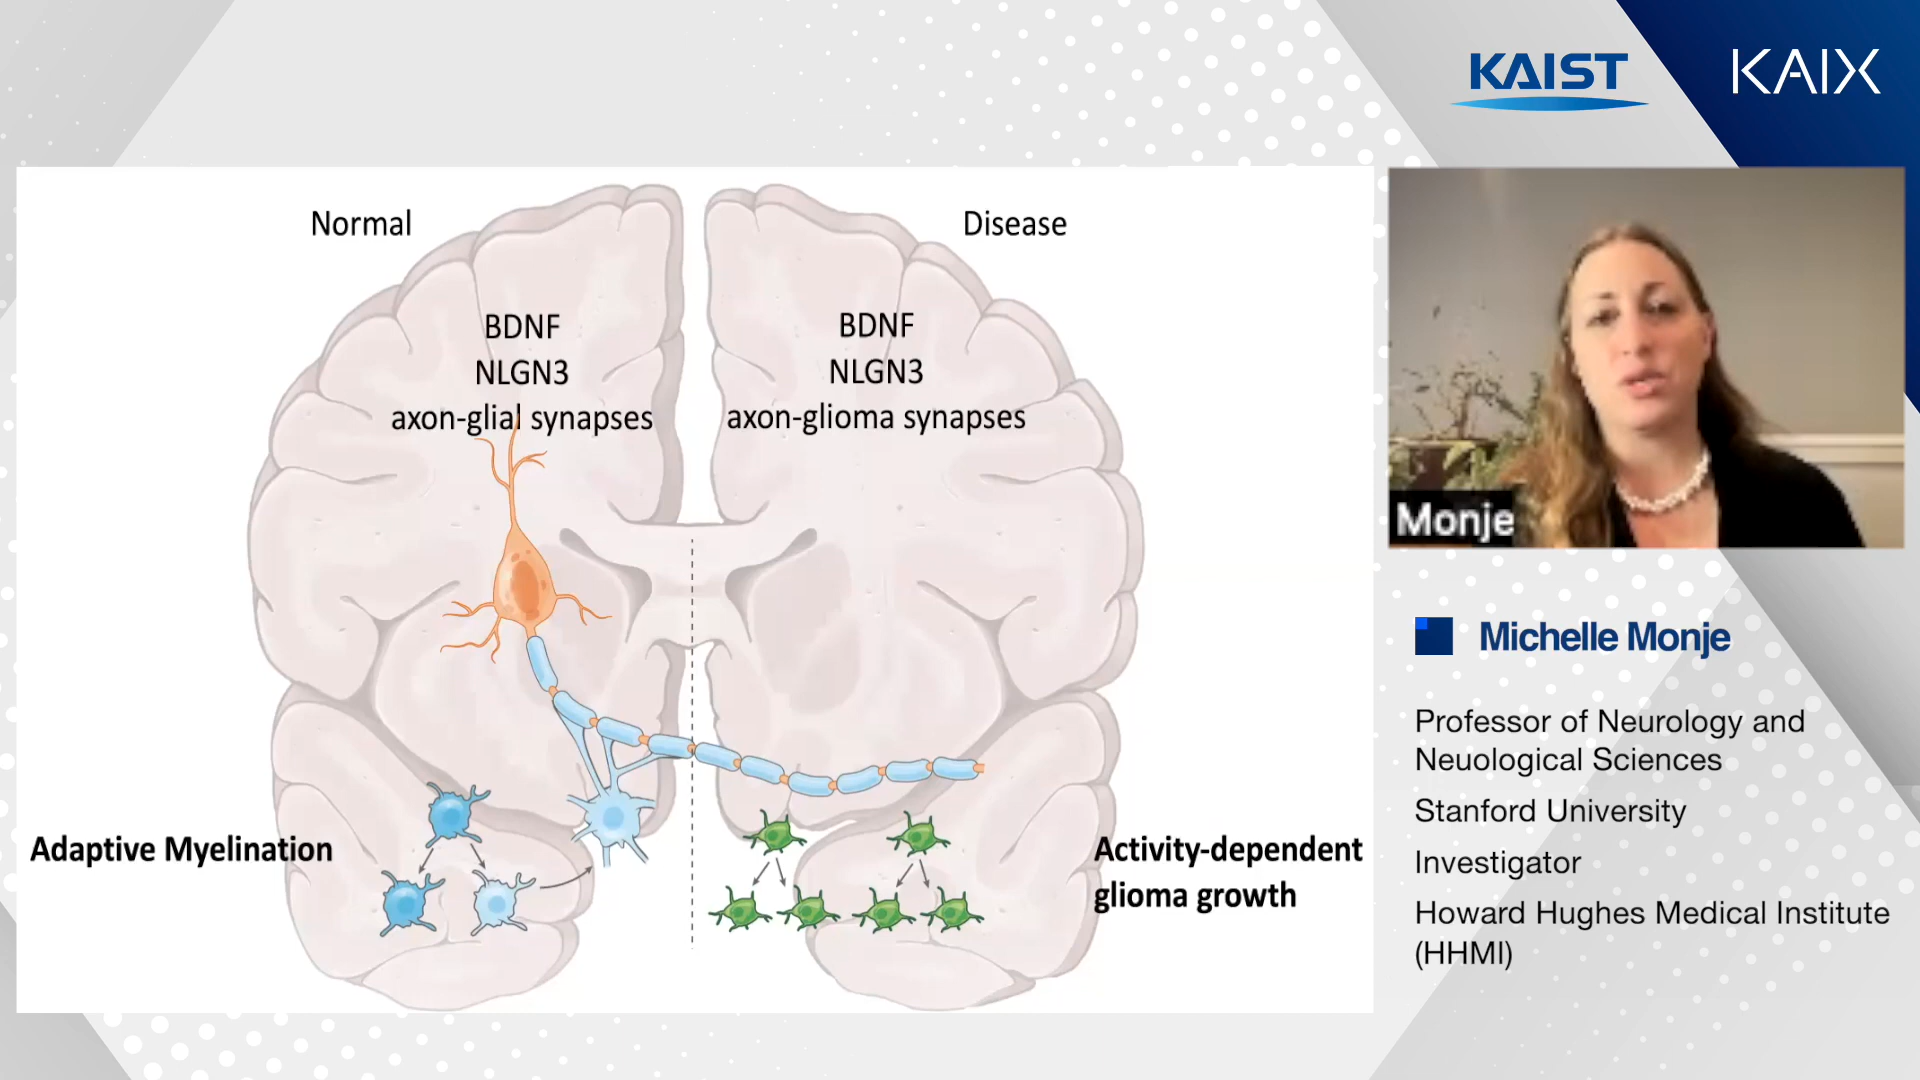 KAIST
KAIX
Normal
Disease
BDNF
NLGN3
axon-glial synapses
BDNF
NLGN3
axon-glioma synapses
Adaptive Myelination
Activity-dependent
glioma growth
Monje
Michelle Monje
Professor of Neurology and
Neuological Sciences
Stanford University
Investigator
Howard Hughes Medical Institute
(HHMI)